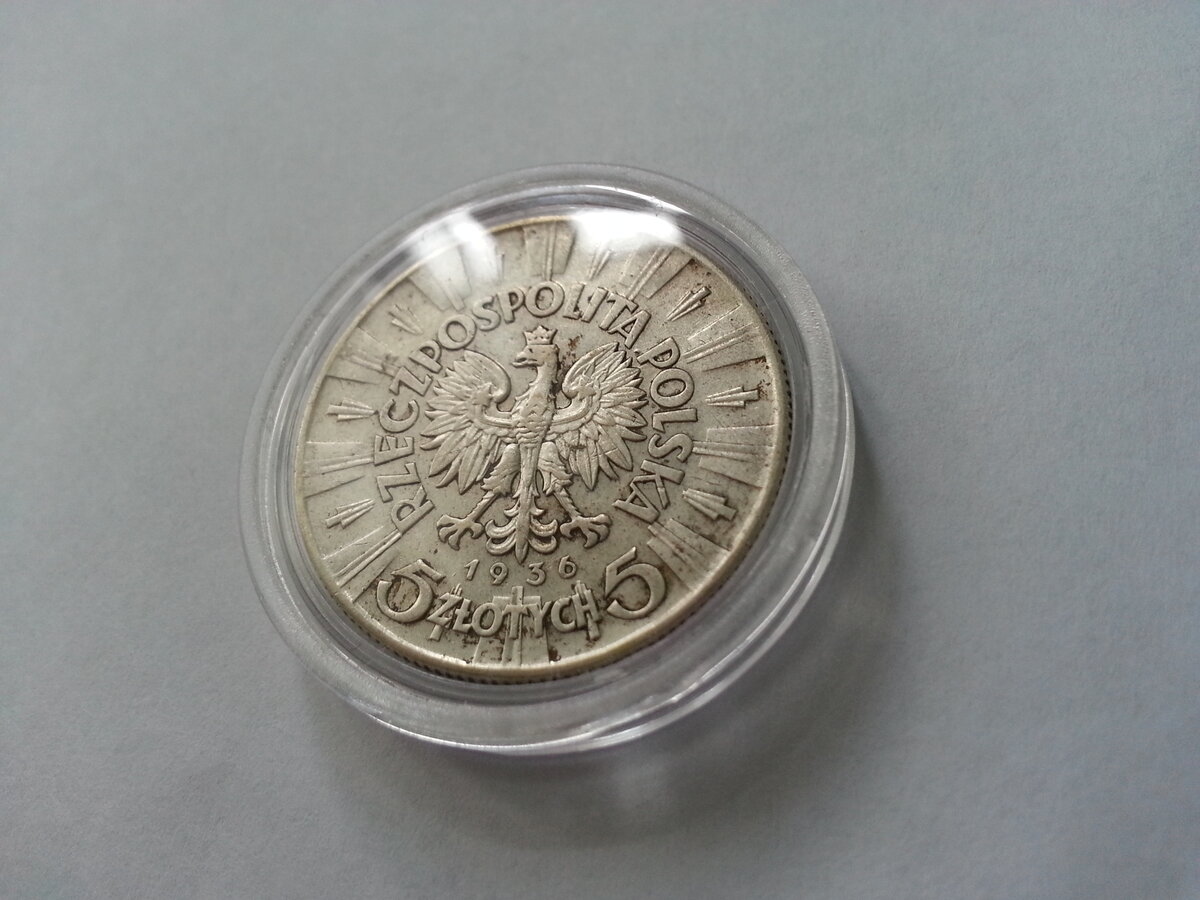 RZECZPOSPOLITA POLSKA
1936
5 ZŁOTYCH 5